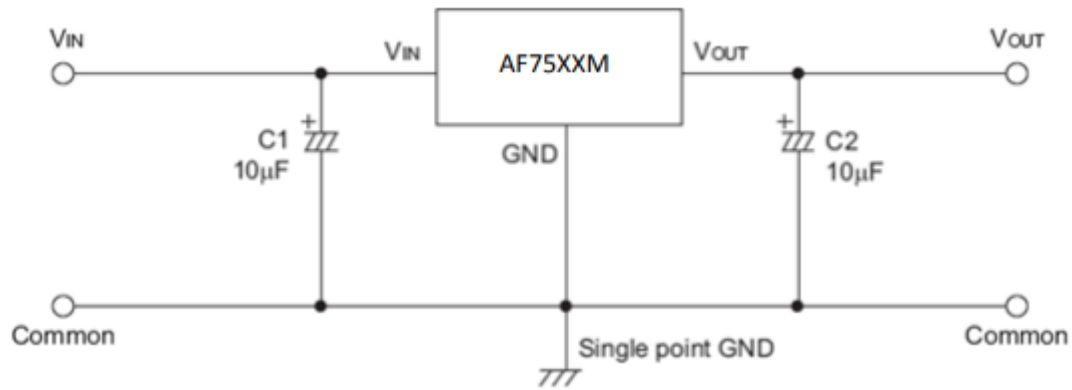 VIN
VIN
AF75XXM
VOUT
VOUT
+
C1
10μF
GND
+
C2
10μF
Common
Single point GND
Common